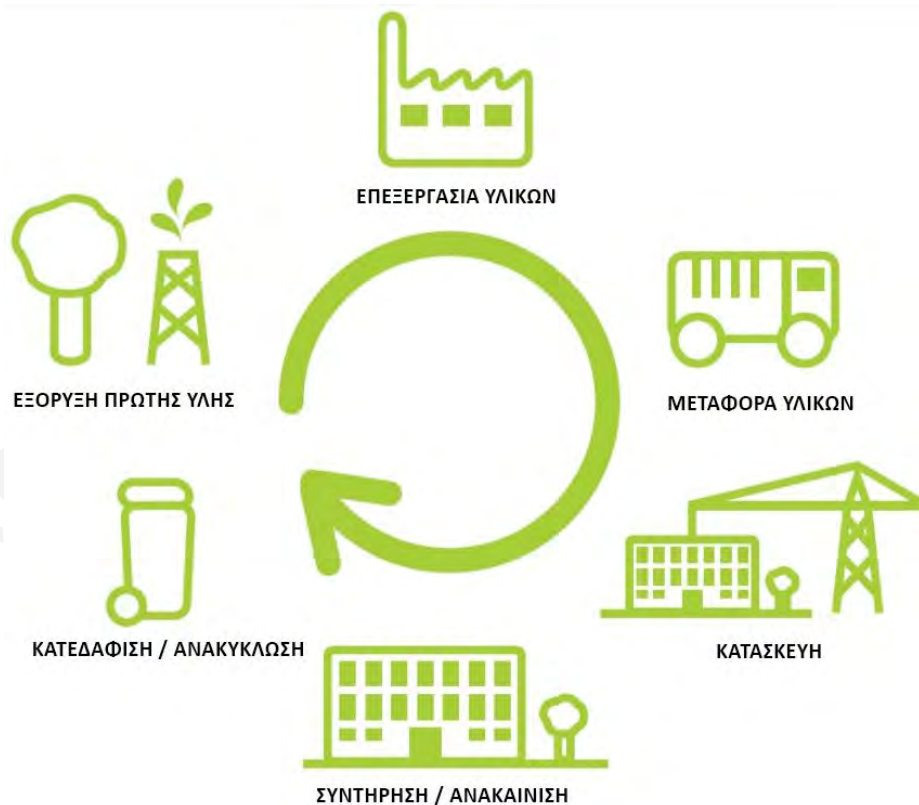 ΕΠΕΞΕΡΓΑΣΙΑ ΥΛΙΚΩΝ
ΕΞΟΡΥΞΗ ΠΡΩΤΗΣ ΥΛΗΣ
ΜΕΤΑΦΟΡΑ ΥΛΙΚΩΝ
ΚΑΤΕΔΑΦΙΣΗ / ΑΝΑΚΥΚΛΩΣΗ
ΚΑΤΑΣΚΕΥΗ
ΣΥΝΤΗΡΗΣΗ / ΑΝΑΚΑΙΝΙΣΗ